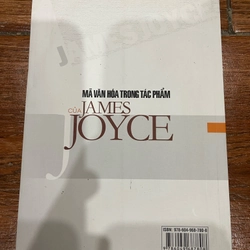 MÃ VĂN HÓA TRONG TÁC PHẨM
CỦA JAMES
JOYCE